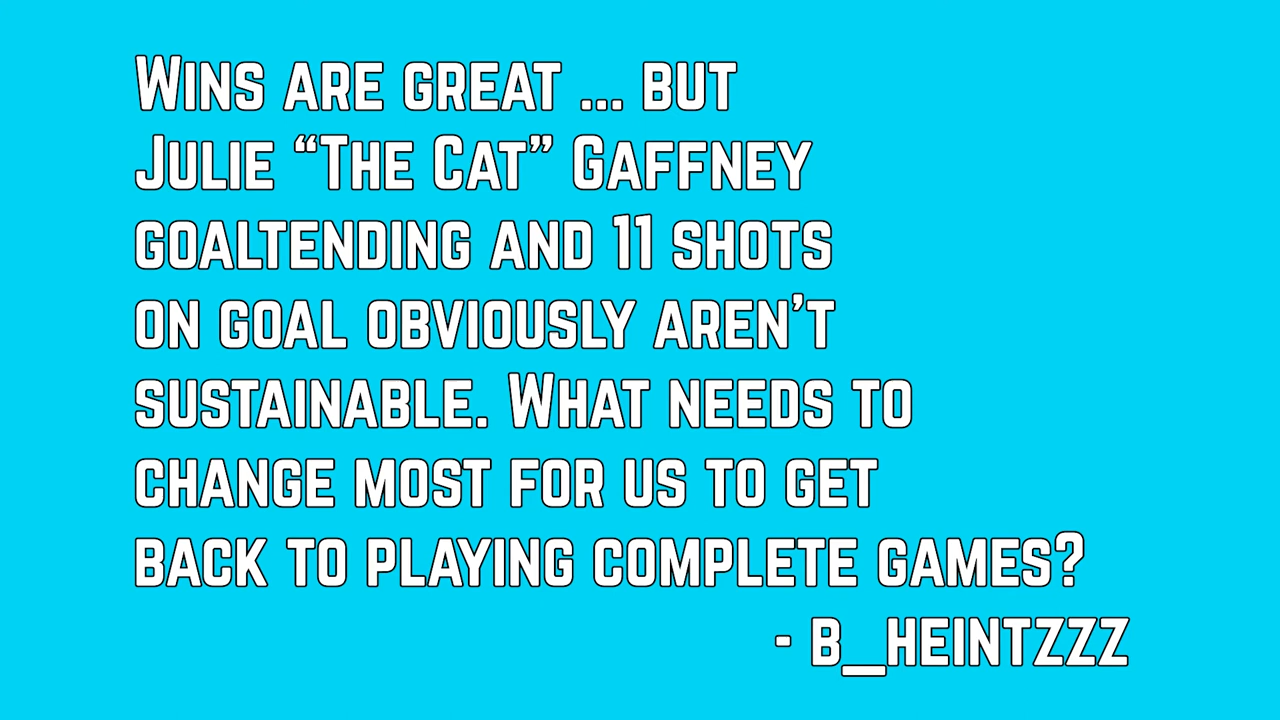 Wins are great ... but
Julie “The Cat” Gaffney
goaltending and 11 shots
on goal obviously aren’t
sustainable. What needs to
change most for us to get
back to playing complete games?
- b_heintzzz